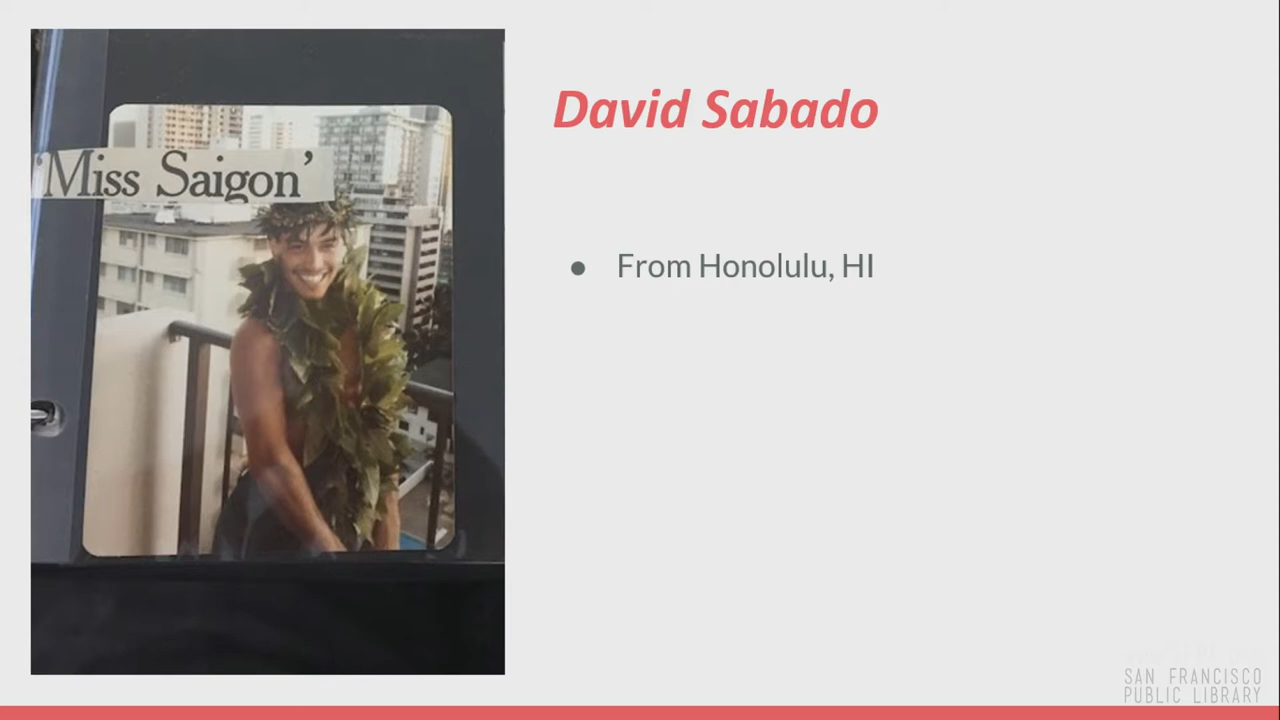 'Miss Saigon'
David Sabado
● From Honolulu, HI
SAN FRANCISCO
PUBLIC LIBRARY